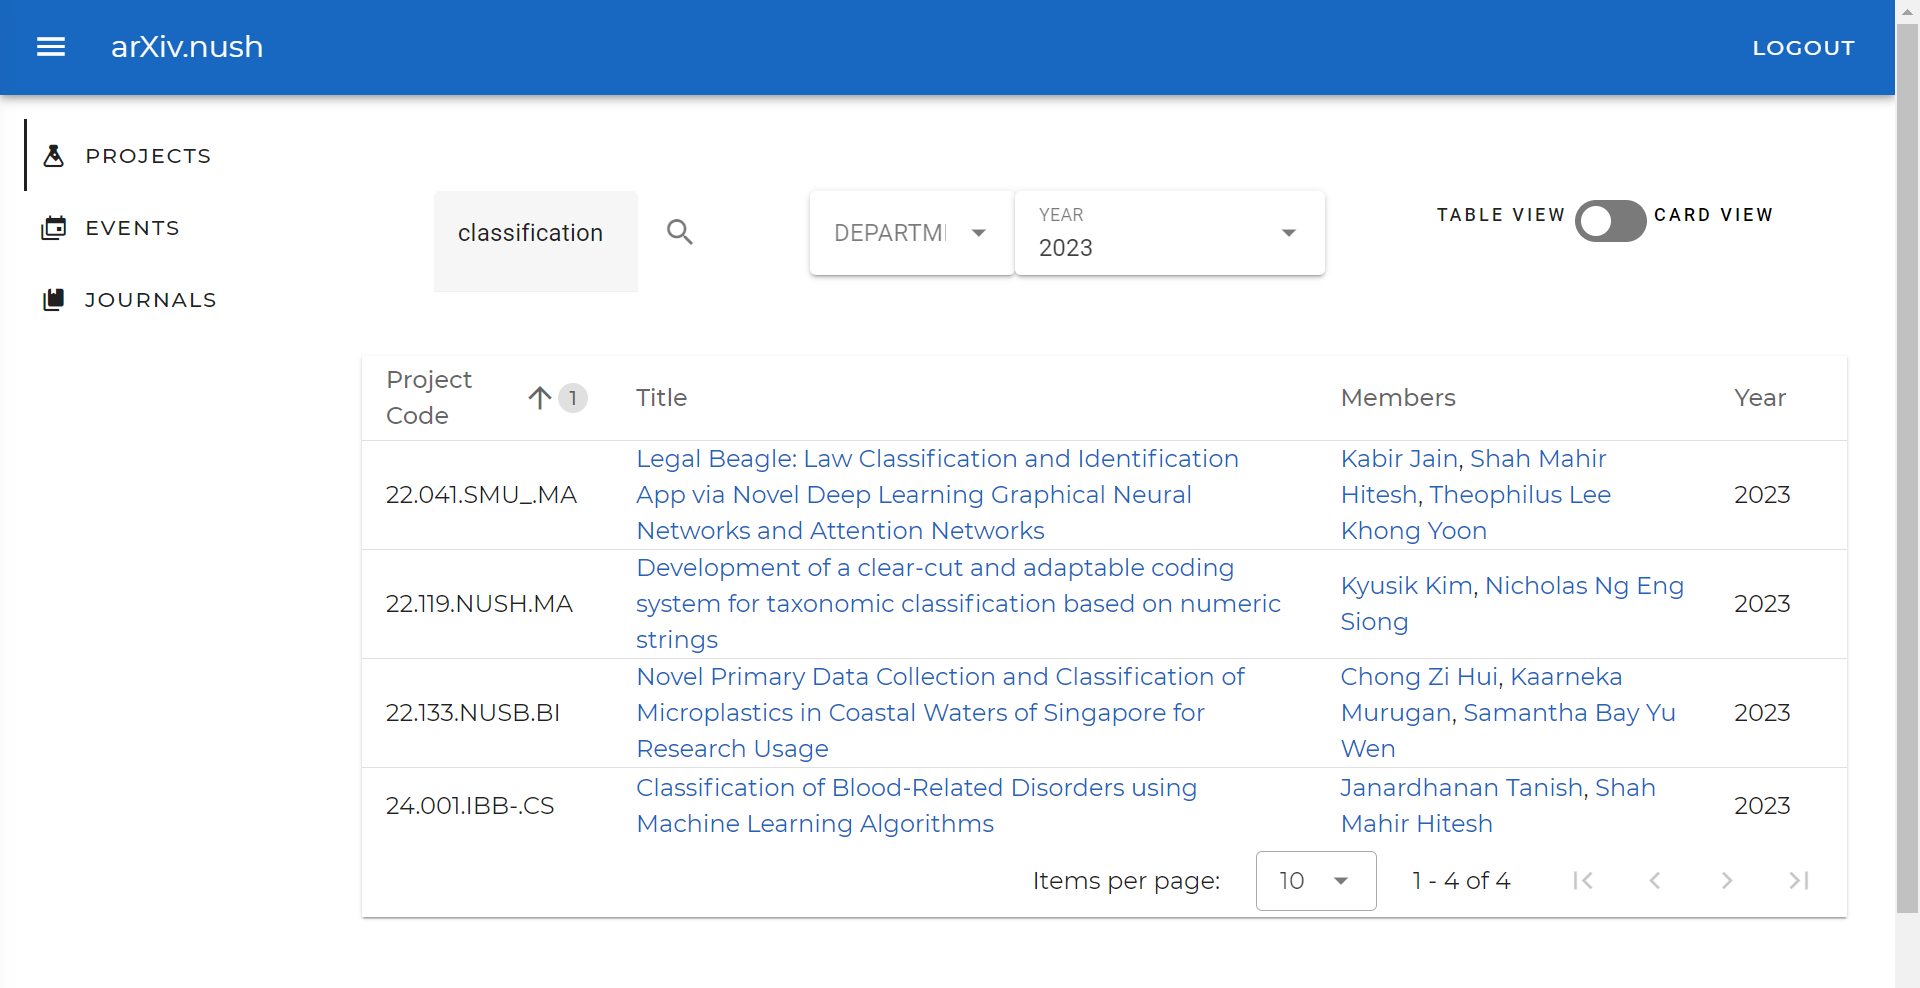 arXiv.nush
LOGOUT
PROJECTS
EVENTS
JOURNALS
classification
DEPARTM
YEAR
2023
TABLE VIEW
CARD VIEW
Project
Code
1
Title
Members
Year
22.041.SMU_.MA
Legal Beagle: Law Classification and Identification
App via Novel Deep Learning Graphical Neural
Networks and Attention Networks
Kabir Jain, Shah Mahir
Hitesh, Theophilus Lee
Khong Yoon
2023
22.119.NUSH.MA
Development of a clear-cut and adaptable coding
system for taxonomic classification based on numeric
strings
Kyusik Kim, Nicholas Ng Eng
Siong
2023
22.133.NUSB.BI
Novel Primary Data Collection and Classification of
Microplastics in Coastal Waters of Singapore for
Research Usage
Chong Zi Hui, Kaarneka
Murugan, Samantha Bay Yu
Wen
2023
24.001.IBB-.CS
Classification of Blood-Related Disorders using
Machine Learning Algorithms
Janardhanan Tanish, Shah
Mahir Hitesh
2023
Items per page:
10
1 - 4 of 4